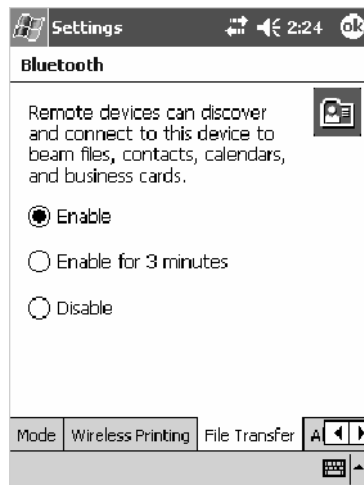 Settings 2:24 ok
Bluetooth
Remote devices can discover
and connect to this device to
beam files, contacts, calendars,
and business cards.
Enable
Enable for 3 minutes
Disable
Mode Wireless Printing File Transfer